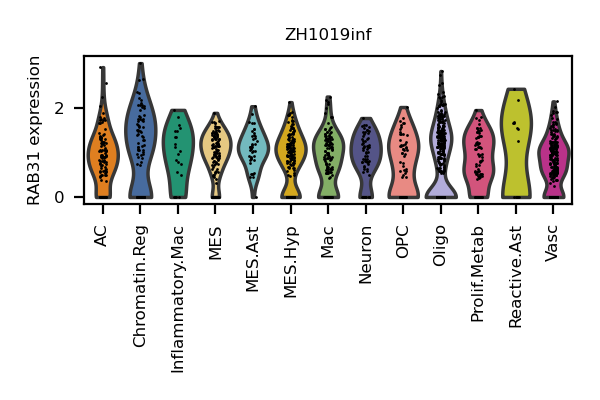 ZH1019inf
RAB31 expression
2
0
AC
Chromatin.Reg
Inflammatory.Mac
MES
MES.Ast
MES.Hyp
Mac
Neuron
OPC
Oligo
Prolif.Metab
Reactive.Ast
Vasc